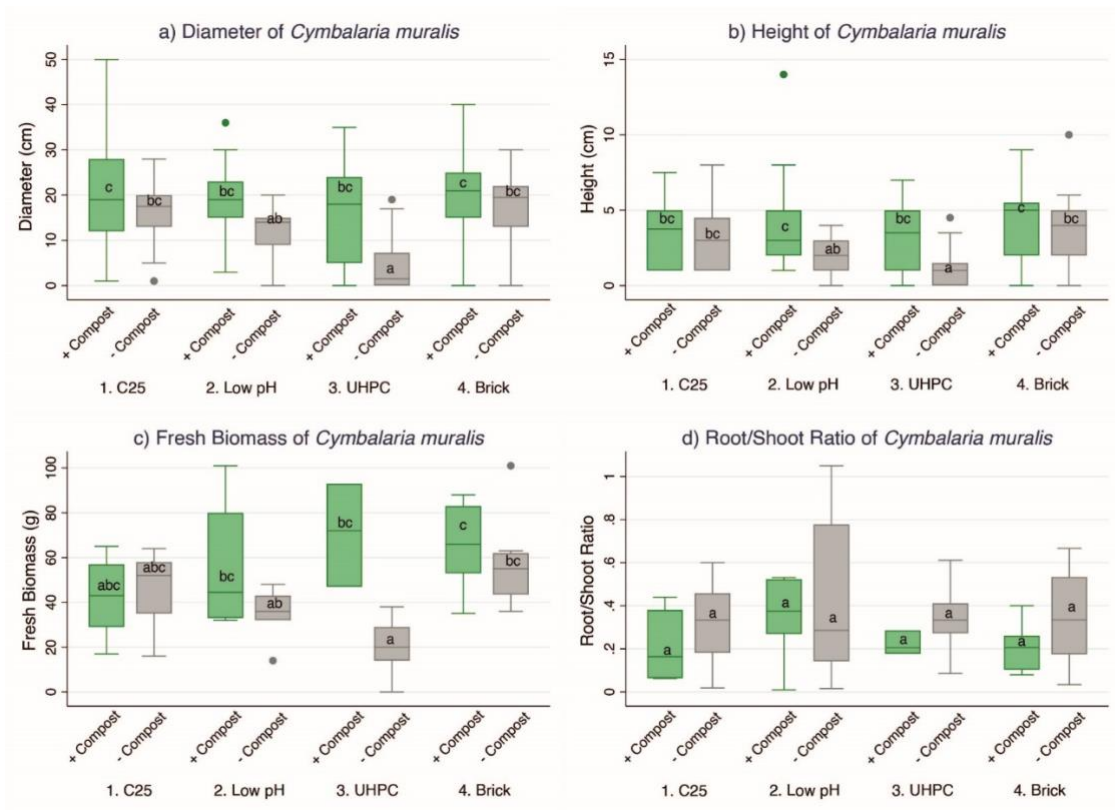 a) Diameter of Cymbalaria muralis
Diameter (cm)
50
40
30
20
10
0
c
bc
bc
ab
bc
a
c
bc
+ Compost
- Compost
+ Compost
- Compost
+ Compost
- Compost
+ Compost
- Compost
1. C25
2. Low pH
3. UHPC
4. Brick
b) Height of Cymbalaria muralis
Height (cm)
15
10
5
0
bc
bc
c
ab
bc
a
c
bc
+ Compost
- Compost
+ Compost
- Compost
+ Compost
- Compost
+ Compost
- Compost
1. C25
2. Low pH
3. UHPC
4. Brick
c) Fresh Biomass of Cymbalaria muralis
Fresh Biomass (g)
100
80
60
40
20
0
abc
abc
bc
ab
bc
a
c
bc
+ Compost
- Compost
+ Compost
- Compost
+ Compost
- Compost
+ Compost
- Compost
1. C25
2. Low pH
3. UHPC
4. Brick
d) Root/Shoot Ratio of Cymbalaria muralis
Root/Shoot Ratio
1
.8
.6
.4
.2
0
a
a
a
a
a
a
a
a
+ Compost
- Compost
+ Compost
- Compost
+ Compost
- Compost
+ Compost
- Compost
1. C25
2. Low pH
3. UHPC
4. Brick